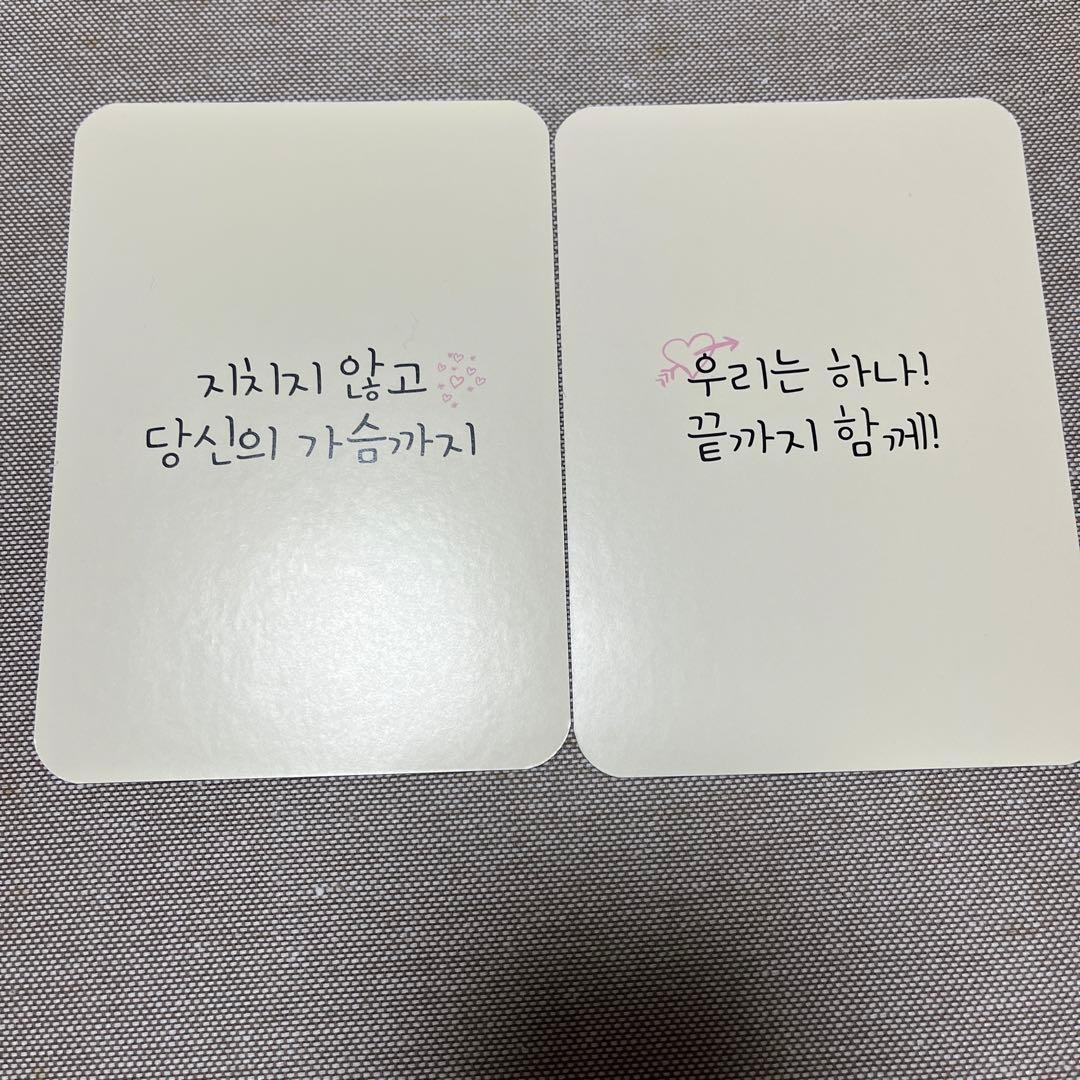 지치지 않고
당신의 가슴까지
우리는 하나!
끝까지 함께!